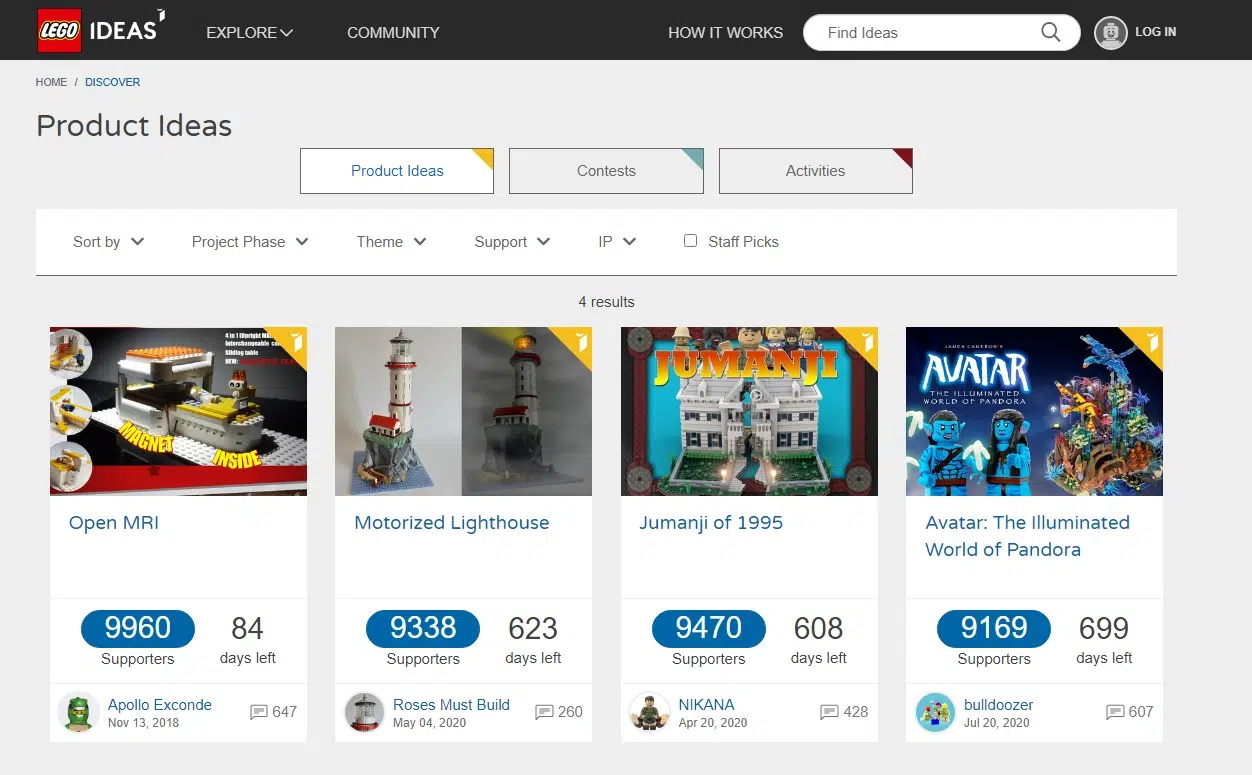 LEGO IDEAS
EXPLORE
COMMUNITY
HOW IT WORKS
Find Ideas
LOG IN
HOME / DISCOVER
Product Ideas
Product Ideas
Contests
Activities
Sort by
Project Phase
Theme
Support
IP
Staff Picks
4 results
4 in 1 (Upright
Interchangeable
Sliding table
NEW:
MAGNET
INSIDE
JUMANJI
JAMES CAMERON'S
AVATAR
THE ILLUMINATED
WORLD OF PANDORA
Open MRI
Motorized Lighthouse
Jumanji of 1995
Avatar: The Illuminated
World of Pandora
9960
84
Supporters
days left
9338
623
Supporters
days left
9470
608
Supporters
days left
9169
699
Supporters
days left
Apollo Exconde
Nov 13, 2018
647
Roses Must Build
May 04, 2020
260
NIKANA
Apr 20, 2020
428
bulldoozer
Jul 20, 2020
607